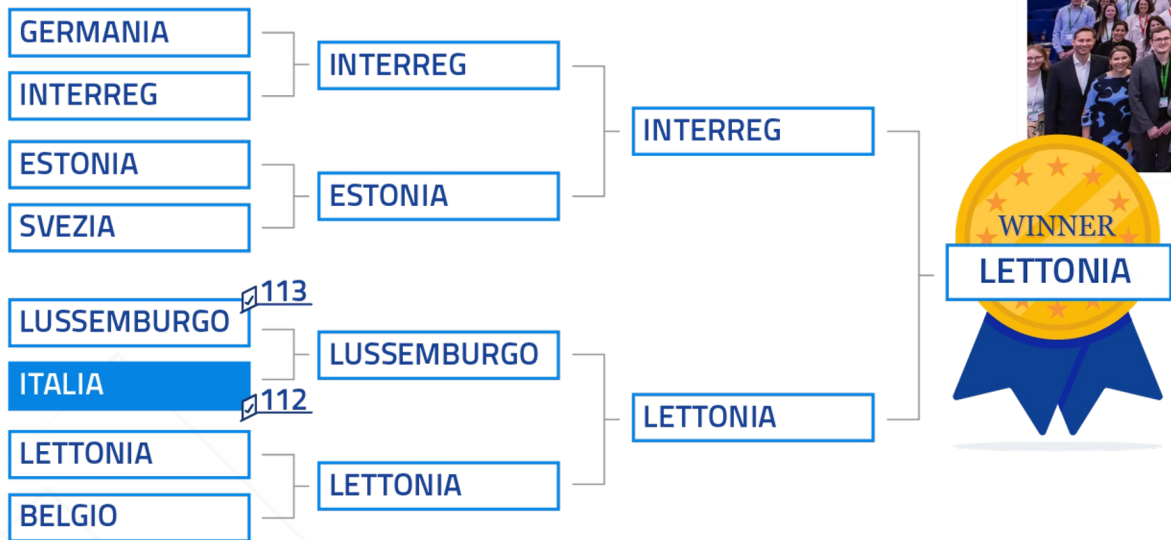 GERMANIA
INTERREG
ESTONIA
SVEZIA
113
LUSSEMBURGO
ITALIA
112
LETTONIA
BELGIO
INTERREG
ESTONIA
LUSSEMBURGO
LETTONIA
INTERREG
LETTONIA
WINNER
LETTONIA